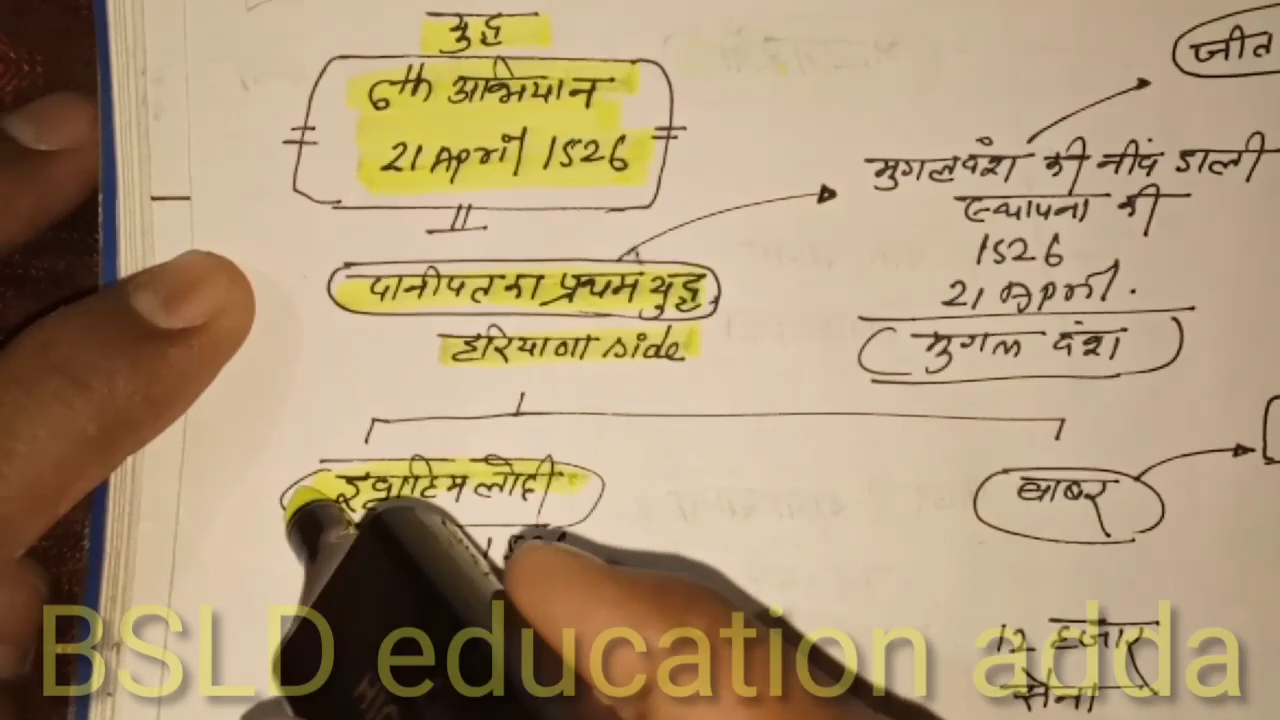 युद्ध
6th अभियान
21 April 1526
पानीपत का प्रथम युद्ध
हरियाणा side
जीत
मुगलवंश की नींव डाली
स्थापना की
1526
21 April.
(मुगल वंश)
इब्राहिम लोदी
बाबर
12 हजार
सेना
BSLD education adda